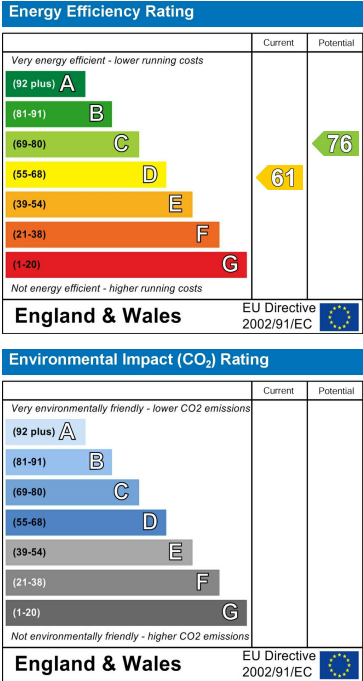 Energy Efficiency Rating
Current Potential
Very energy efficient - lower running costs
(92 plus) A
(81-91) B
(69-80) C
76
(55-68) D
61
(39-54) E
(21-38) F
(1-20) G
Not energy efficient - higher running costs
England & Wales
EU Directive
2002/91/EC
Environmental Impact (CO₂) Rating
Current Potential
Very environmentally friendly - lower CO2 emissions
(92 plus) A
(81-91) B
(69-80) C
(55-68) D
(39-54) E
(21-38) F
(1-20) G
Not environmentally friendly - higher CO2 emissions
England & Wales
EU Directive
2002/91/EC